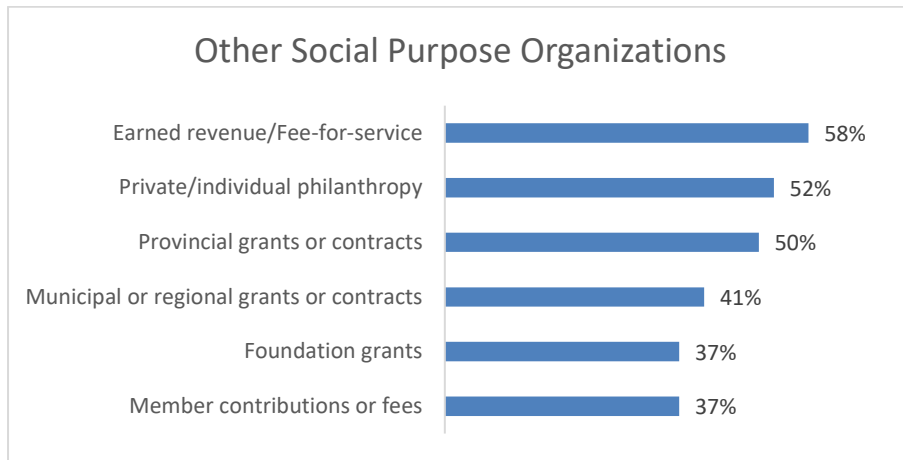 Other Social Purpose Organizations
Earned revenue/Fee-for-service 58%
Private/individual philanthropy 52%
Provincial grants or contracts 50%
Municipal or regional grants or contracts 41%
Foundation grants 37%
Member contributions or fees 37%